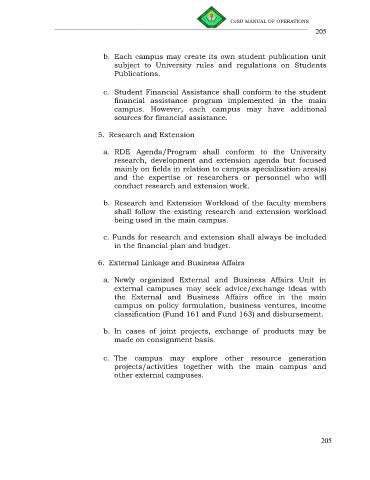 CvSU MANUAL OF OPERATIONS
205
b. Each campus may create its own student publication unit
subject to University rules and regulations on Students
Publications.
c. Student Financial Assistance shall conform to the student
financial assistance program implemented in the main
campus. However, each campus may have additional
sources for financial assistance.
5. Research and Extension
a. RDE Agenda/Program shall conform to the University
research, development and extension agenda but focused
mainly on fields in relation to campus specialization area(s)
and the expertise or researchers or personnel who will
conduct research and extension work.
b. Research and Extension Workload of the faculty members
shall follow the existing research and extension workload
being used in the main campus.
c. Funds for research and extension shall always be included
in the financial plan and budget.
6. External Linkage and Business Affairs
a. Newly organized External and Business Affairs Unit in
external campuses may seek advice/exchange ideas with
the External and Business Affairs office in the main
campus on policy formulation, business ventures, income
classification (Fund 161 and Fund 163) and disbursement.
b. In cases of joint projects, exchange of products may be
made on consignment basis.
c. The campus may explore other resource generation
projects/activities together with the main campus and
other external campuses.
205